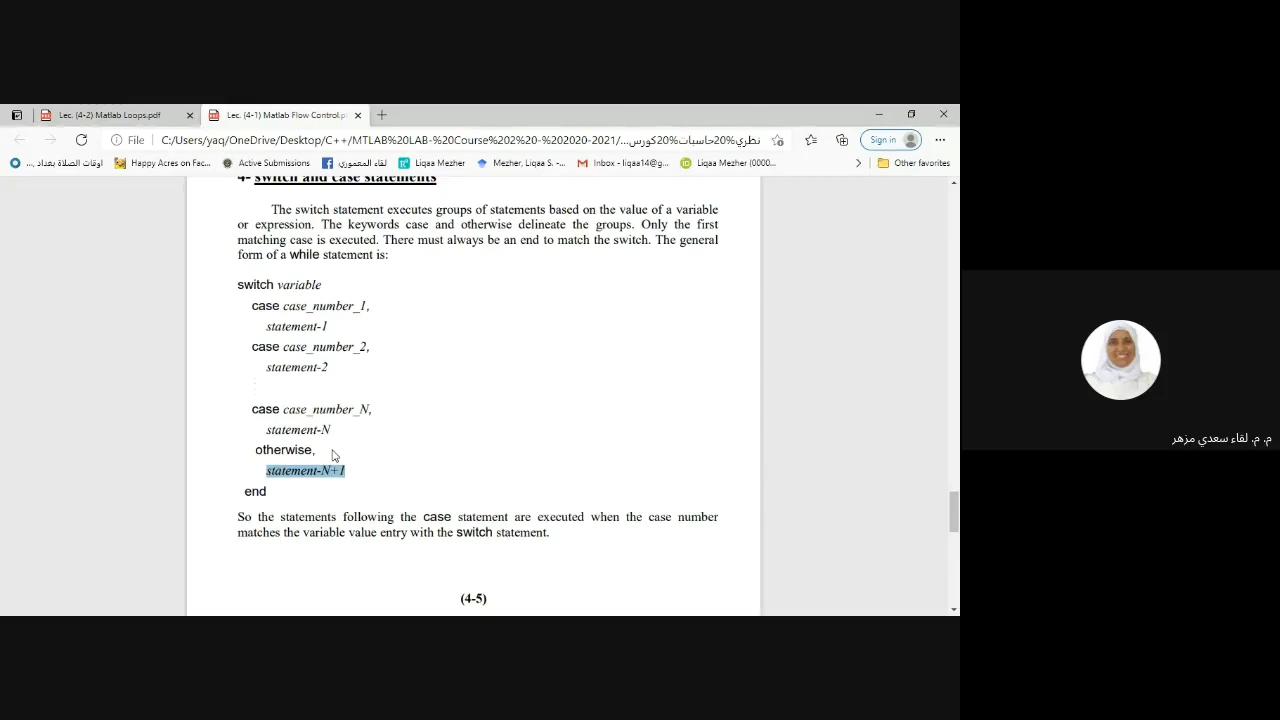 Lec. (4-2) Matlab Loops.pdf
Lec. (4-1) Matlab Flow Control.p
File
C:/Users/yaq/OneDrive/Desktop/C++/MTLAB%20LAB-%20Course%202%20-%202020-2021/...نظري%20حاسبات%20كورس
Sign in
اوقات الصلاة بغداد ,...
Happy Acres on Fac...
Active Submissions
لقاء المعموري
Liqaa Mezher
Mezher, Liqaa S. -...
Inbox - liqaa14@g...
Liqaa Mezher (0000...
Other favorites
4- switch and case statements
The switch statement executes groups of statements based on the value of a variable
or expression. The keywords case and otherwise delineate the groups. Only the first
matching case is executed. There must always be an end to match the switch. The general
form of a while statement is:
switch variable
case case_number_1,
statement-1
case case_number_2,
statement-2
:
case case_number_N,
statement-N
otherwise,
statement-N+1
end
So the statements following the case statement are executed when the case number
matches the variable value entry with the switch statement.
(4-5)
م. م. لقاء سعدي مزهر